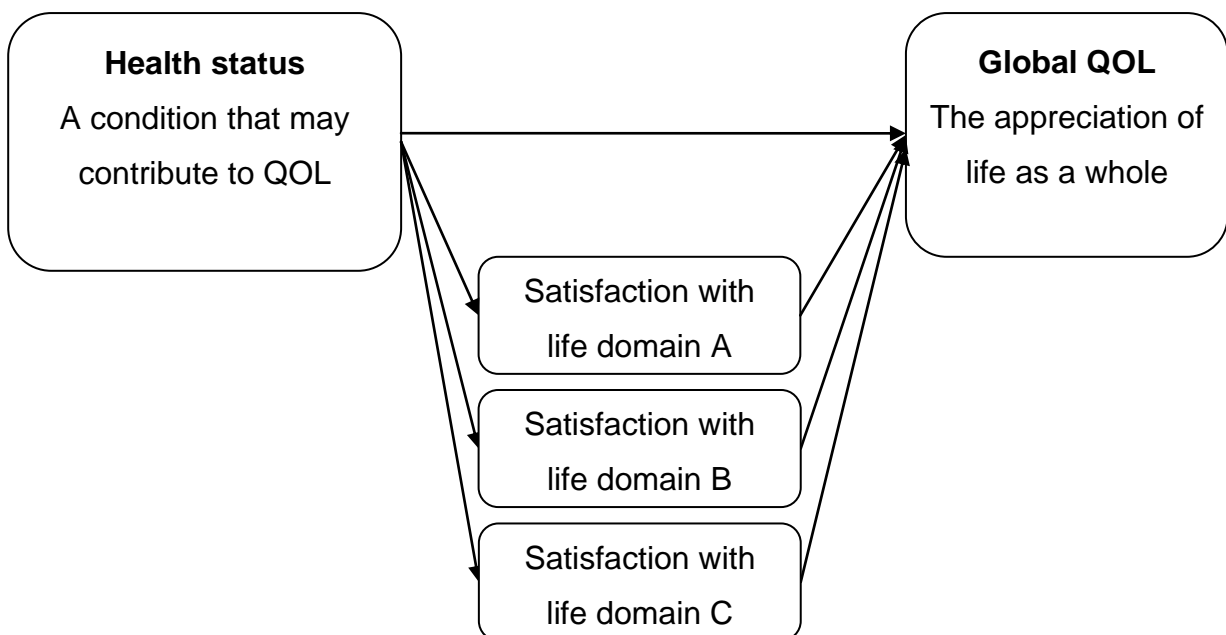 Health status
A condition that may
contribute to QOL
Global QOL
The appreciation of
life as a whole
Satisfaction with
life domain A
Satisfaction with
life domain B
Satisfaction with
life domain C